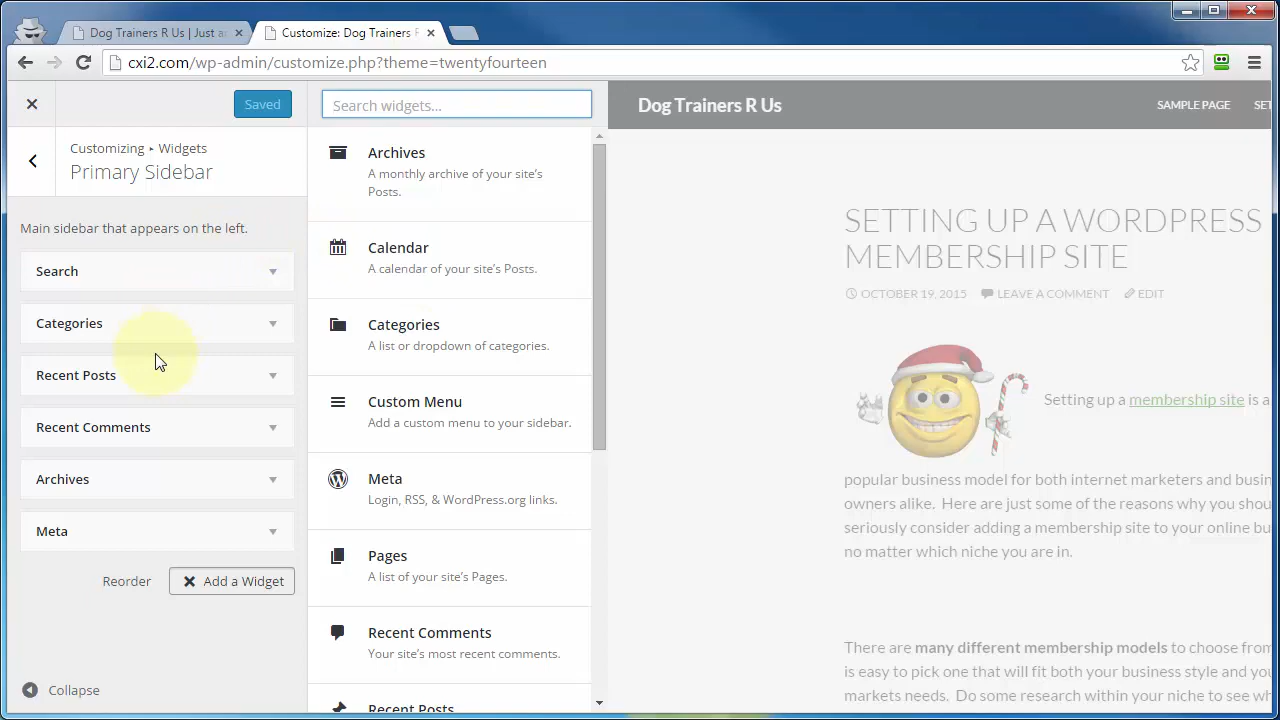 Dog Trainers R Us | Just a
Customize: Dog Trainers R
cxi2.com/wp-admin/customize.php?theme=twentyfourteen
Saved
Customizing ▸ Widgets
Primary Sidebar
Main sidebar that appears on the left.
Search
Categories
Recent Posts
Recent Comments
Archives
Meta
Reorder
Add a Widget
Collapse
Search widgets...
Archives
A monthly archive of your site's
Posts.
Calendar
A calendar of your site's Posts.
Categories
A list or dropdown of categories.
Custom Menu
Add a custom menu to your sidebar.
Meta
Login, RSS, & WordPress.org links.
Pages
A list of your site's Pages.
Recent Comments
Your site's most recent comments.
Recent Posts
Dog Trainers R Us
SAMPLE PAGE
SET
SETTING UP A WORDPRESS
MEMBERSHIP SITE
OCTOBER 19, 2015 LEAVE A COMMENT EDIT
Setting up a membership site is a
popular business model for both internet marketers and busin
owners alike. Here are just some of the reasons why you shou
seriously consider adding a membership site to your online bu
no matter which niche you are in.
There are many different membership models to choose from
is easy to pick one that will fit both your business style and you
markets needs. Do some research within your niche to see wh